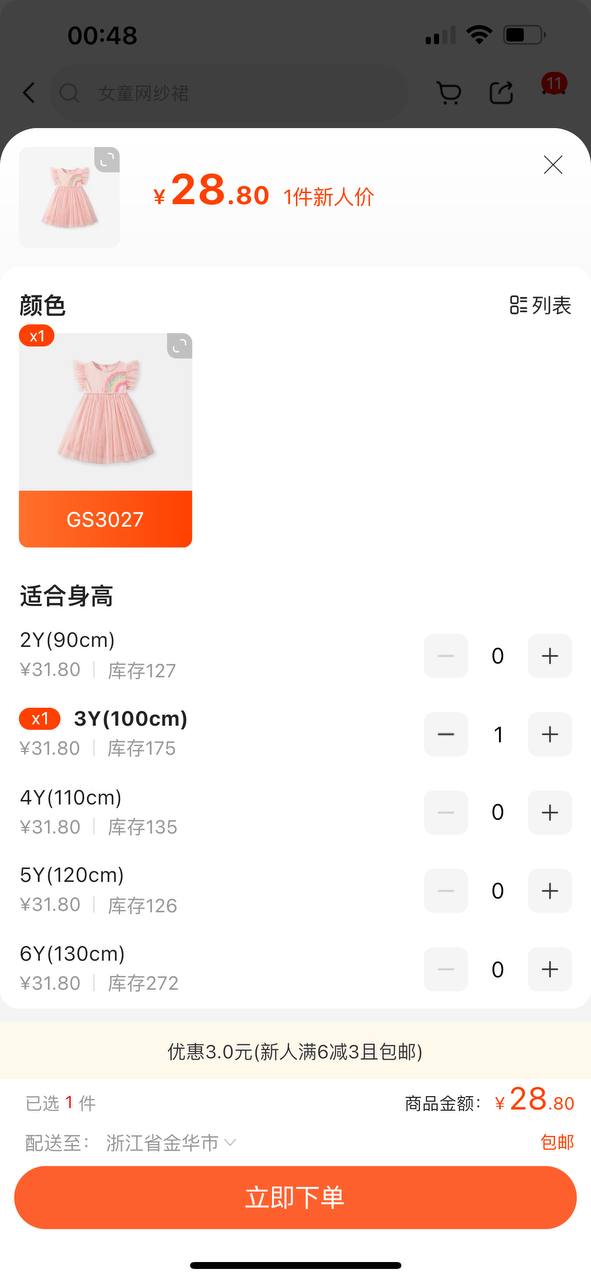 00:48
女童网纱裙
11
¥28.80 1件新人价
颜色
列表
x1
GS3027
适合身高
2Y(90cm)
¥31.80 库存127
0
x1 3Y(100cm)
¥31.80 库存175
1
4Y(110cm)
¥31.80 库存135
0
5Y(120cm)
¥31.80 库存126
0
6Y(130cm)
¥31.80 库存272
0
优惠3.0元(新人满6减3且包邮)
已选 1 件
商品金额: ¥28.80
配送至: 浙江省金华市
包邮
立即下单